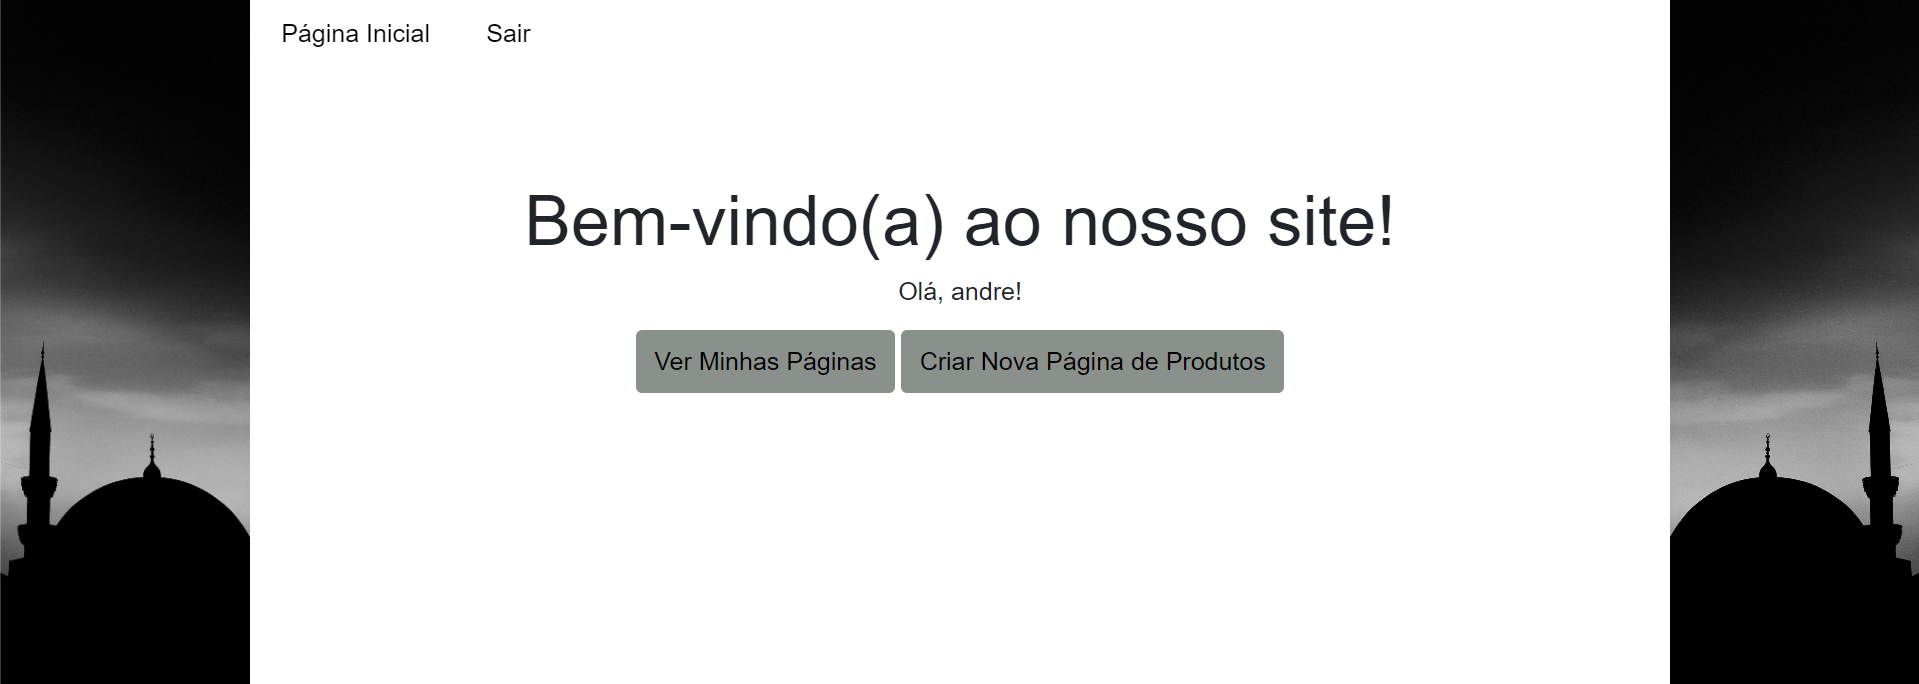 Página Inicial Sair
Bem-vindo(a) ao nosso site!
Olá, andre!
Ver Minhas Páginas Criar Nova Página de Produtos